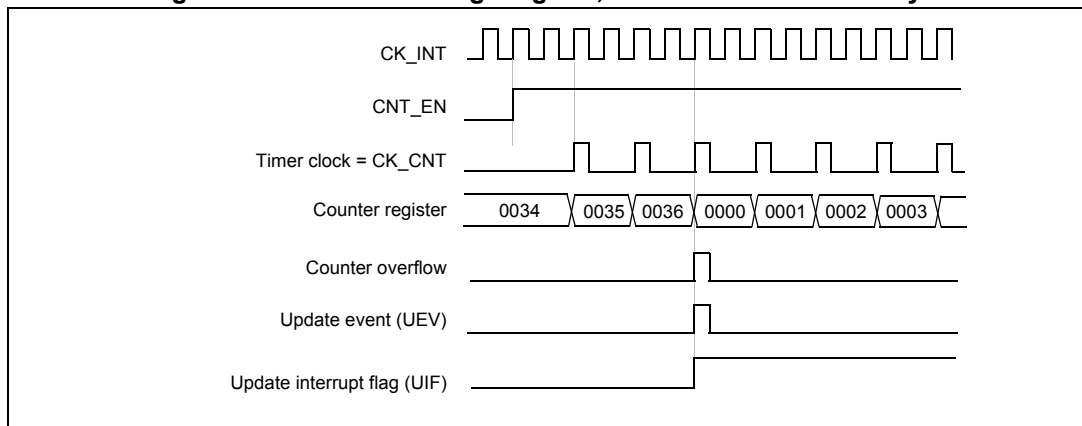 CK_INT
CNT_EN
Timer clock = CK_CNT
Counter register 0034 0035 0036 0000 0001 0002 0003
Counter overflow
Update event (UEV)
Update interrupt flag (UIF)